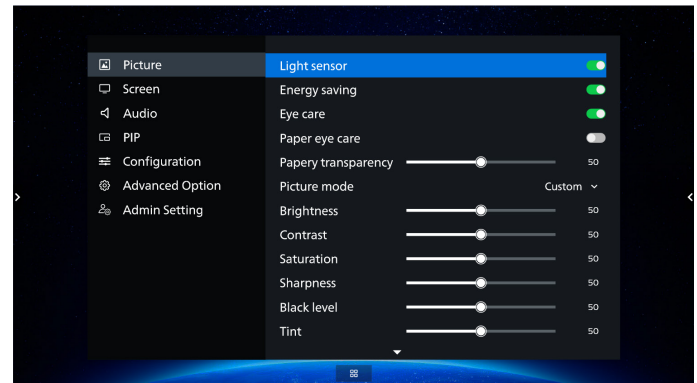 Picture
Screen
Audio
PIP
Configuration
Advanced Option
Admin Setting
Light sensor
Energy saving
Eye care
Paper eye care
Papery transparency 50
Picture mode Custom
Brightness 50
Contrast 50
Saturation 50
Sharpness 50
Black level 50
Tint 50